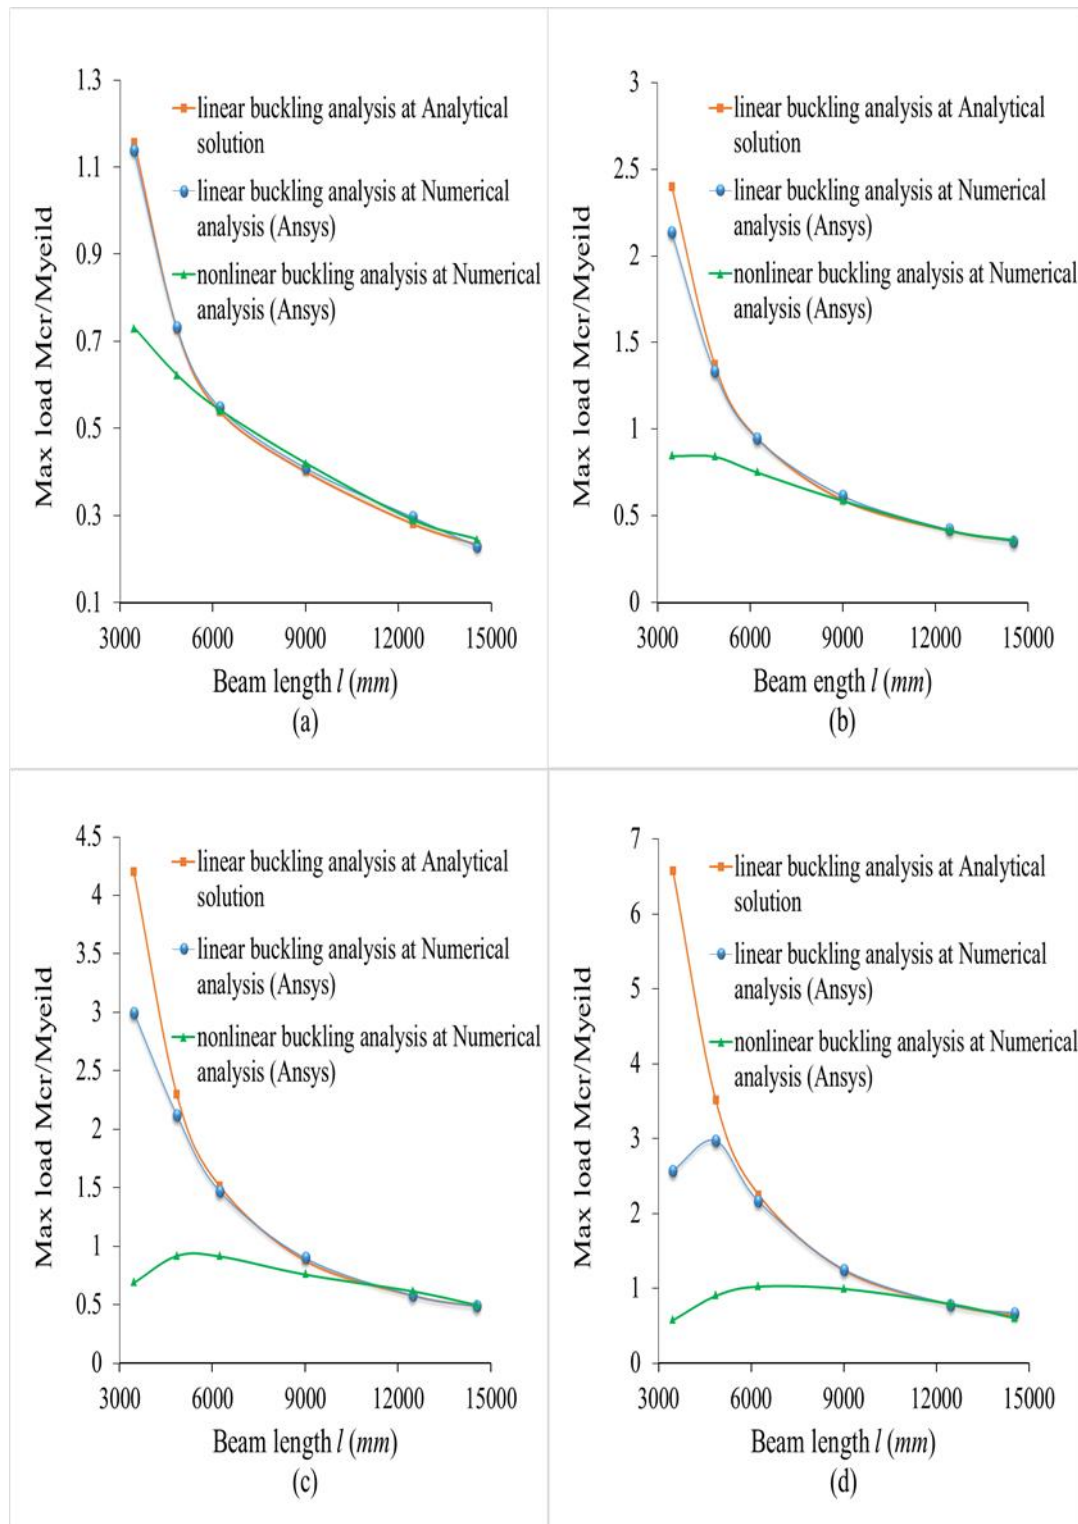 1.3
1.1
0.9
0.7
0.5
0.3
0.1
Max load Mcr/Myeild
linear buckling analysis at Analytical
solution
linear buckling analysis at Numerical
analysis (Ansys)
nonlinear buckling analysis at Numerical
analysis (Ansys)
3000 6000 9000 12000 15000
Beam length l (mm)
(a)
3
2.5
2
1.5
1
0.5
0
Max load Mcr/Myeild
linear buckling analysis at Analytical
solution
linear buckling analysis at Numerical
analysis (Ansys)
nonlinear buckling analysis at Numerical
analysis (Ansys)
3000 6000 9000 12000 15000
Beam ength l (mm)
(b)
4.5
4
3.5
3
2.5
2
1.5
1
0.5
0
Max load Mcr/Myeild
linear buckling analysis at Analytical
solution
linear buckling analysis at Numerical
analysis (Ansys)
nonlinear buckling analysis at Numerical
analysis (Ansys)
3000 6000 9000 12000 15000
Beam length l (mm)
(c)
7
6
5
4
3
2
1
0
Max load Mcr/Myeild
linear buckling analysis at Analytical
solution
linear buckling analysis at Numerical
analysis (Ansys)
nonlinear buckling analysis at Numerical
analysis (Ansys)
3000 6000 9000 12000 15000
Beam length l (mm)
(d)